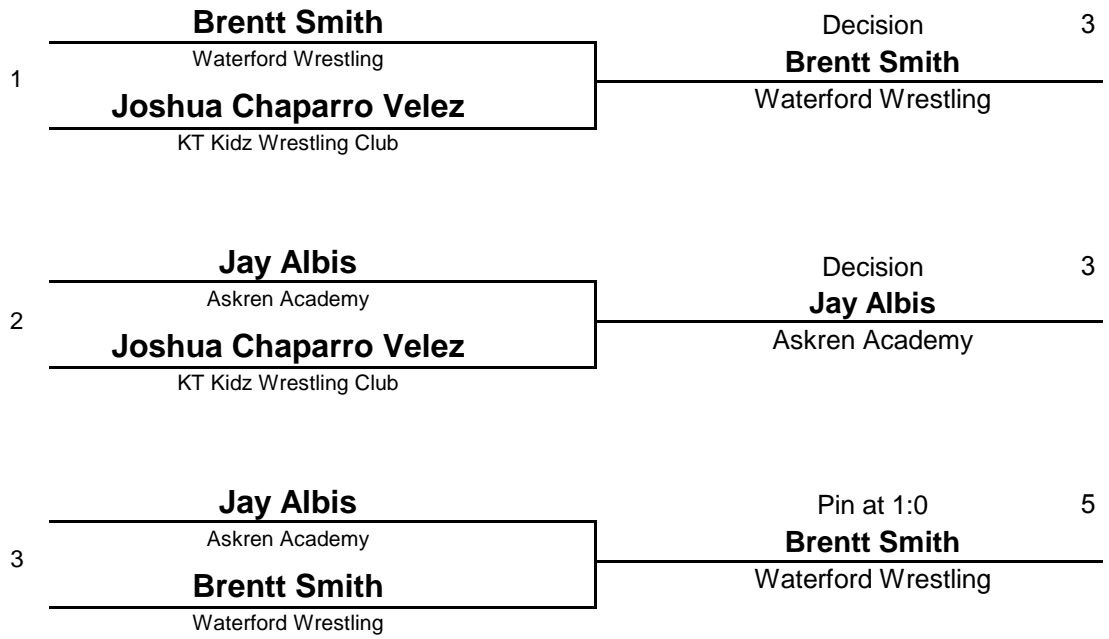 Brentt Smith
Waterford Wrestling
1
Joshua Chaparro Velez
KT Kidz Wrestling Club
Decision 3
Brentt Smith
Waterford Wrestling
Jay Albis
Askren Academy
2
Joshua Chaparro Velez
KT Kidz Wrestling Club
Decision 3
Jay Albis
Askren Academy
Jay Albis
Askren Academy
3
Brentt Smith
Waterford Wrestling
Pin at 1:0 5
Brentt Smith
Waterford Wrestling